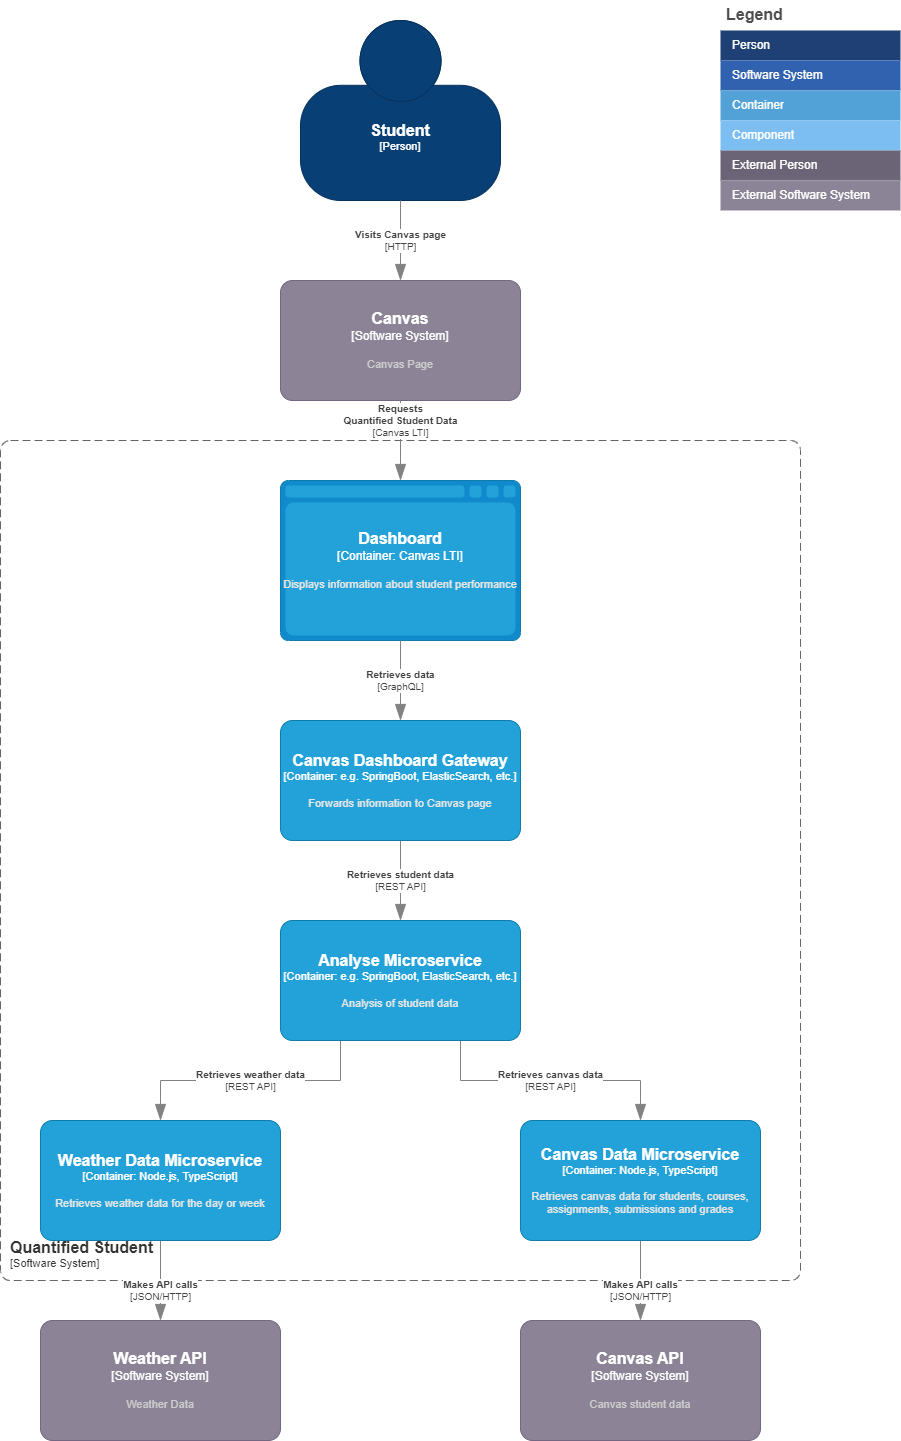 Legend
Person
Software System
Container
Component
External Person
External Software System
Student
[Person]
Visits Canvas page
[HTTP]
Canvas
[Software System]
Canvas Page
Requests
Quantified Student Data
[Canvas LTI]
Dashboard
[Container: Canvas LTI]
Displays information about student performance
Retrieves data
[GraphQL]
Canvas Dashboard Gateway
[Container: e.g. SpringBoot, ElasticSearch, etc.]
Forwards information to Canvas page
Retrieves student data
[REST API]
Analyse Microservice
[Container: e.g. SpringBoot, ElasticSearch, etc.]
Analysis of student data
Retrieves weather data
[REST API]
Retrieves canvas data
[REST API]
Weather Data Microservice
[Container: Node.js, TypeScript]
Retrieves weather data for the day or week
Canvas Data Microservice
[Container: Node.js, TypeScript]
Retrieves canvas data for students, courses,
assignments, submissions and grades
Quantified Student
[Software System]
Makes API calls
[JSON/HTTP]
Makes API calls
[JSON/HTTP]
Weather API
[Software System]
Weather Data
Canvas API
[Software System]
Canvas student data